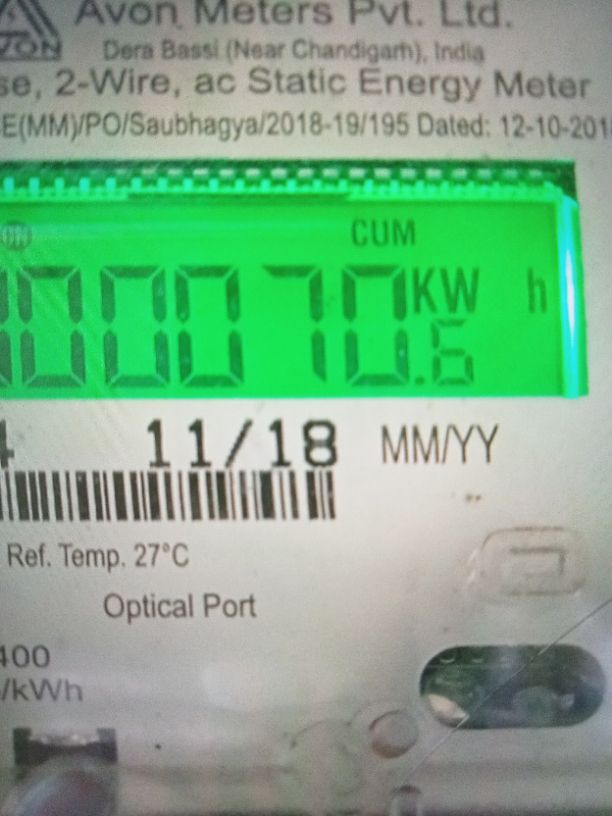 Avon Meters Pvt. Ltd.
VON
Dera Bassi (Near Chandigarh), India
se, 2-Wire, ac Static Energy Meter
E(MM)/PO/Saubhagya/2018-19/195 Dated: 12-10-201
CUM
000070.6 KW h
11/18 MM/YY
Ref. Temp. 27°C
Optical Port
400
/kWh